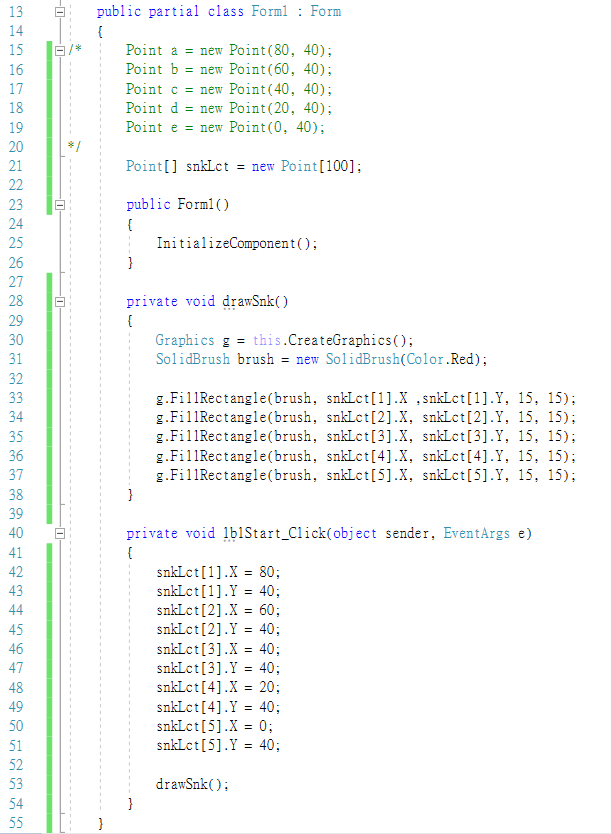 13 public partial class Form1 : Form
14 {
15 /* Point a = new Point(80, 40);
16 Point b = new Point(60, 40);
17 Point c = new Point(40, 40);
18 Point d = new Point(20, 40);
19 Point e = new Point(0, 40);
20 */
21 Point[] snkLct = new Point[100];
22
23 public Form1()
24 {
25 InitializeComponent();
26 }
27
28 private void drawSnk()
29 {
30 Graphics g = this.CreateGraphics();
31 SolidBrush brush = new SolidBrush(Color.Red);
32
33 g.FillRectangle(brush, snkLct[1].X ,snkLct[1].Y, 15, 15);
34 g.FillRectangle(brush, snkLct[2].X, snkLct[2].Y, 15, 15);
35 g.FillRectangle(brush, snkLct[3].X, snkLct[3].Y, 15, 15);
36 g.FillRectangle(brush, snkLct[4].X, snkLct[4].Y, 15, 15);
37 g.FillRectangle(brush, snkLct[5].X, snkLct[5].Y, 15, 15);
38 }
39
40 private void lblStart_Click(object sender, EventArgs e)
41 {
42 snkLct[1].X = 80;
43 snkLct[1].Y = 40;
44 snkLct[2].X = 60;
45 snkLct[2].Y = 40;
46 snkLct[3].X = 40;
47 snkLct[3].Y = 40;
48 snkLct[4].X = 20;
49 snkLct[4].Y = 40;
50 snkLct[5].X = 0;
51 snkLct[5].Y = 40;
52
53 drawSnk();
54 }
55 }